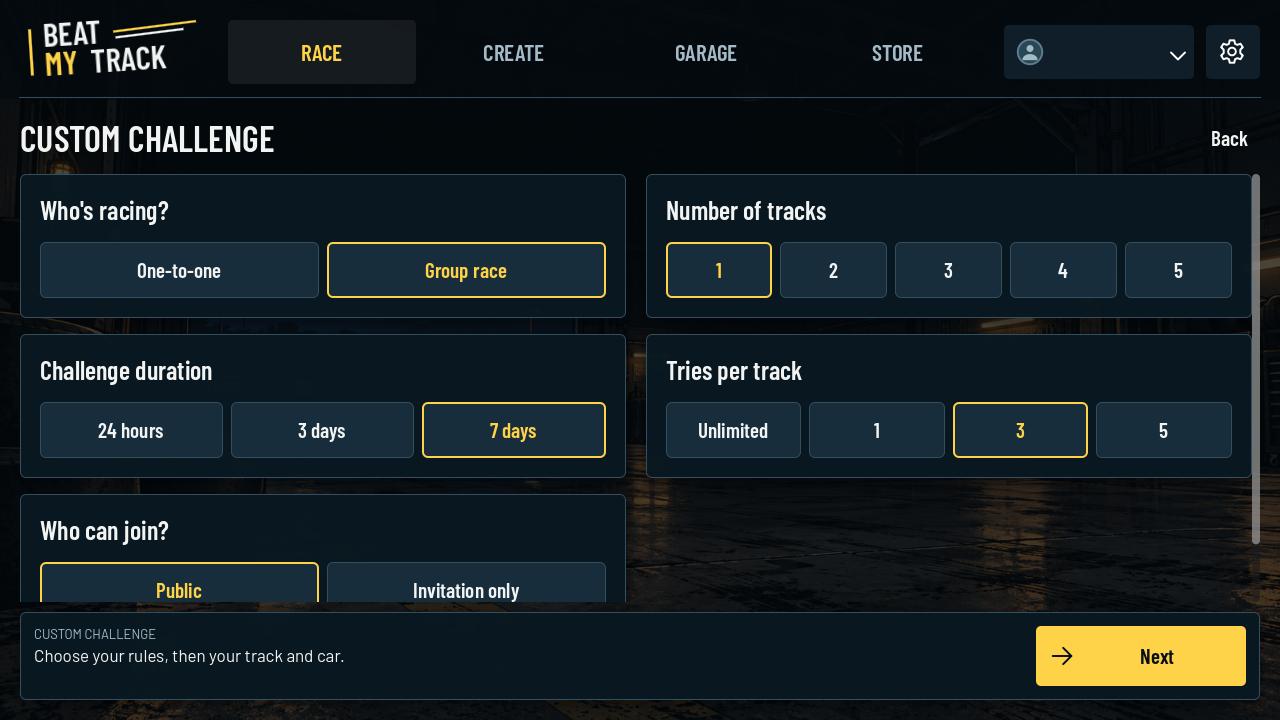 BEAT
MY TRACK
RACE
CREATE
GARAGE
STORE
CUSTOM CHALLENGE
Back
Who's racing?
One-to-one
Group race
Number of tracks
1
2
3
4
5
Challenge duration
24 hours
3 days
7 days
Tries per track
Unlimited
1
3
5
Who can join?
Public
Invitation only
CUSTOM CHALLENGE
Choose your rules, then your track and car.
Next